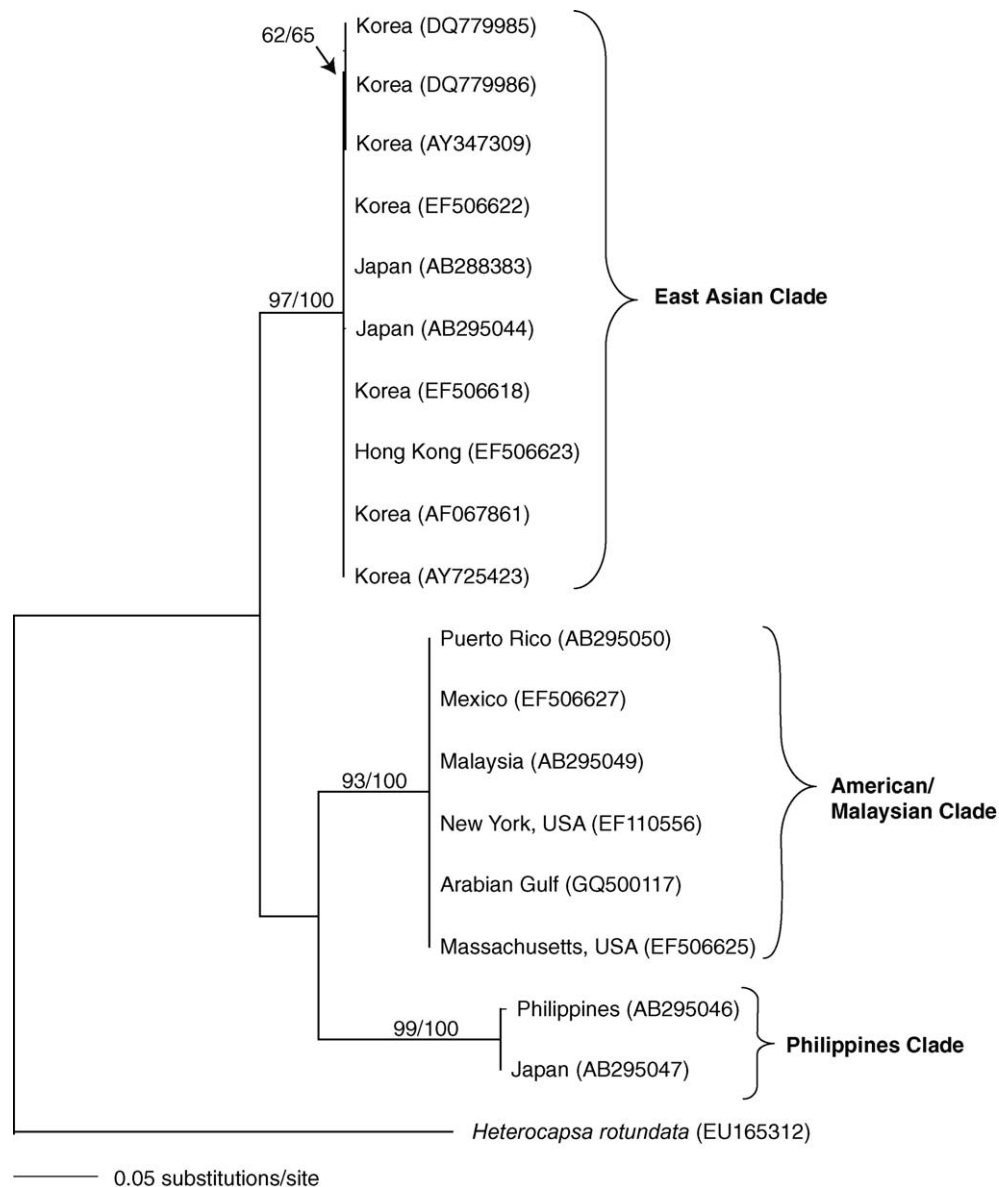 62/65
Korea (DQ779985)
Korea (DQ779986)
Korea (AY347309)
Korea (EF506622)
Japan (AB288383)
97/100
East Asian Clade
Japan (AB295044)
Korea (EF506618)
Hong Kong (EF506623)
Korea (AF067861)
Korea (AY725423)
Puerto Rico (AB295050)
Mexico (EF506627)
Malaysia (AB295049)
93/100
American/
Malaysian Clade
New York, USA (EF110556)
Arabian Gulf (GQ500117)
Massachusetts, USA (EF506625)
Philippines (AB295046)
99/100
Philippines Clade
Japan (AB295047)
Heterocapsa rotundata (EU165312)
0.05 substitutions/site